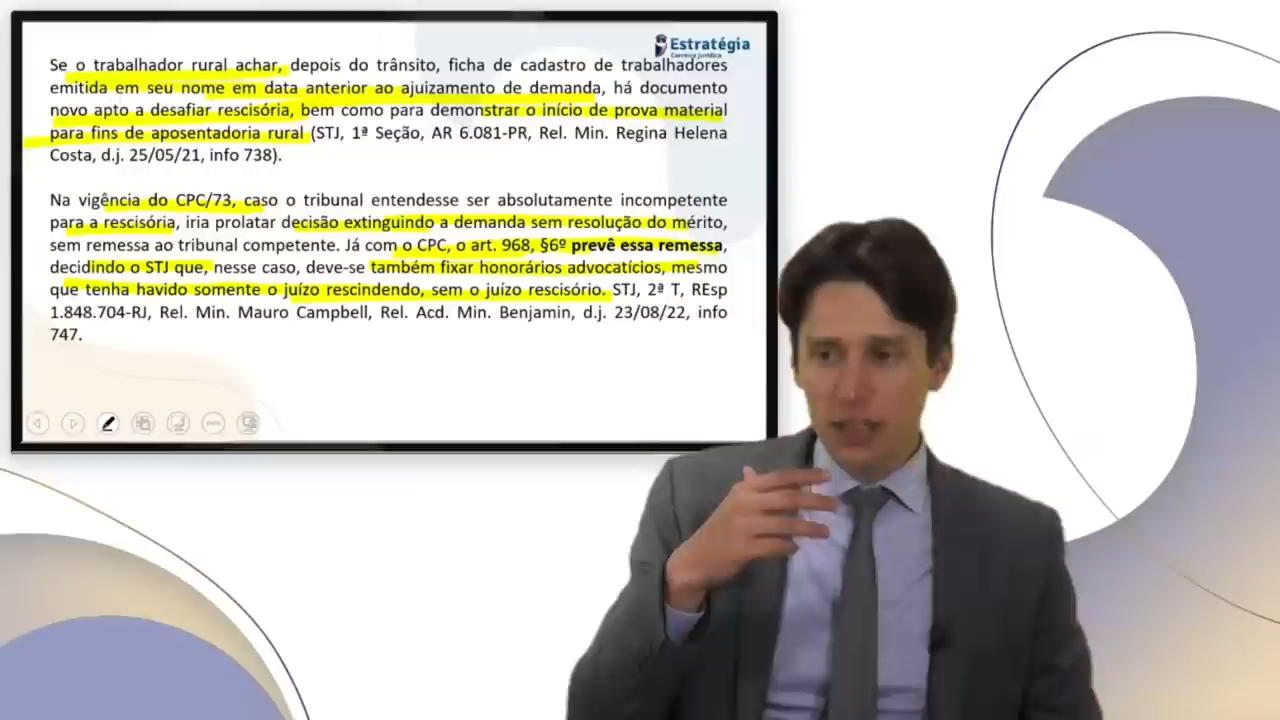 Estratégia
Carreira Jurídica
Se o trabalhador rural achar, depois do trânsito, ficha de cadastro de trabalhadores
emitida em seu nome em data anterior ao ajuizamento de demanda, há documento
novo apto a desafiar rescisória, bem como para demonstrar o início de prova material
para fins de aposentadoria rural (STJ, 1ª Seção, AR 6.081-PR, Rel. Min. Regina Helena
Costa, d.j. 25/05/21, info 738).
Na vigência do CPC/73, caso o tribunal entendesse ser absolutamente incompetente
para a rescisória, iria prolatar decisão extinguindo a demanda sem resolução do mérito,
sem remessa ao tribunal competente. Já com o CPC, o art. 968, §6º prevê essa remessa,
decidindo o STJ que, nesse caso, deve-se também fixar honorários advocatícios, mesmo
que tenha havido somente o juízo rescindendo, sem o juízo rescisório. STJ, 2ª T, REsp
1.848.704-RJ, Rel. Min. Mauro Campbell, Rel. Acd. Min. Benjamin, d.j. 23/08/22, info
747.